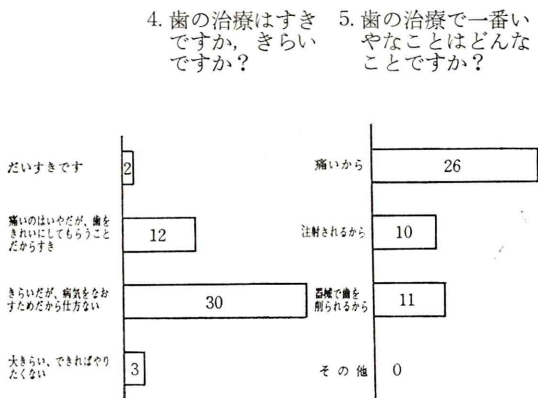 4. 歯の治療はすき
ですか，きらい
ですか？
5. 歯の治療で一番い
やなことはどんな
ことですか？
だいすきです
2
痛いのはいやだが、歯を
きれいにしてもらうこと
だからすき
12
きらいだが、病気をなお
すためだから仕方ない
30
大きらい、できればやり
たくない
3
痛いから
26
注射されるから
10
器械で歯を
削られるから
11
その他
0